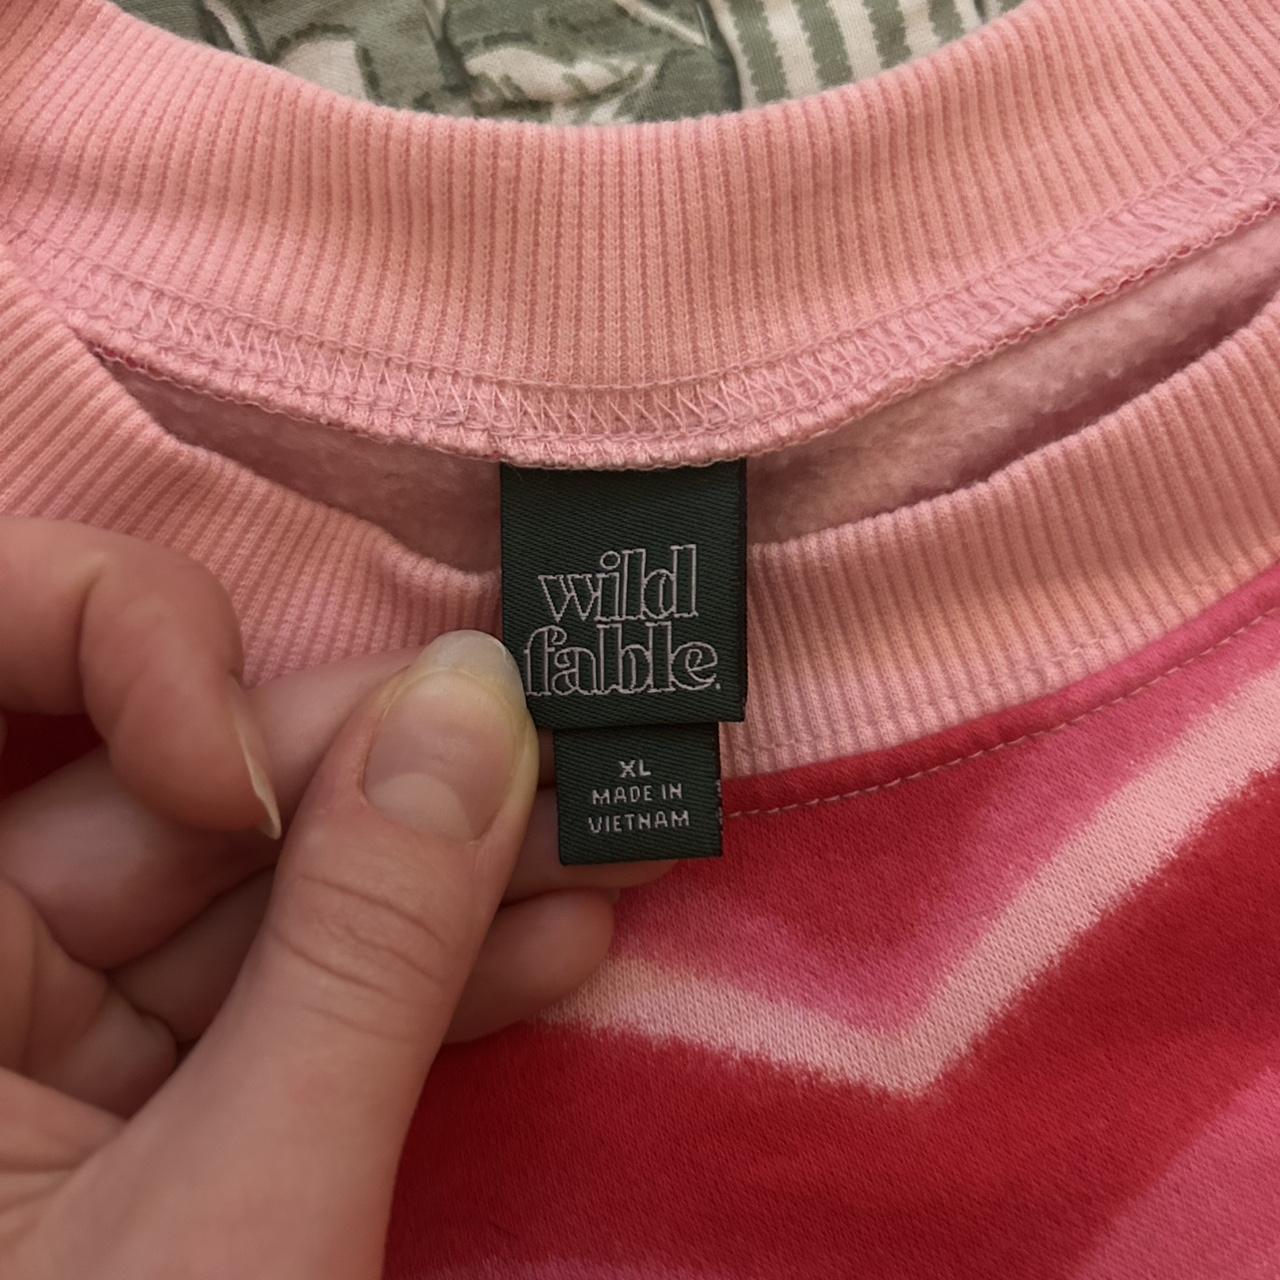 wild
fable.
XL
MADE IN
VIETNAM